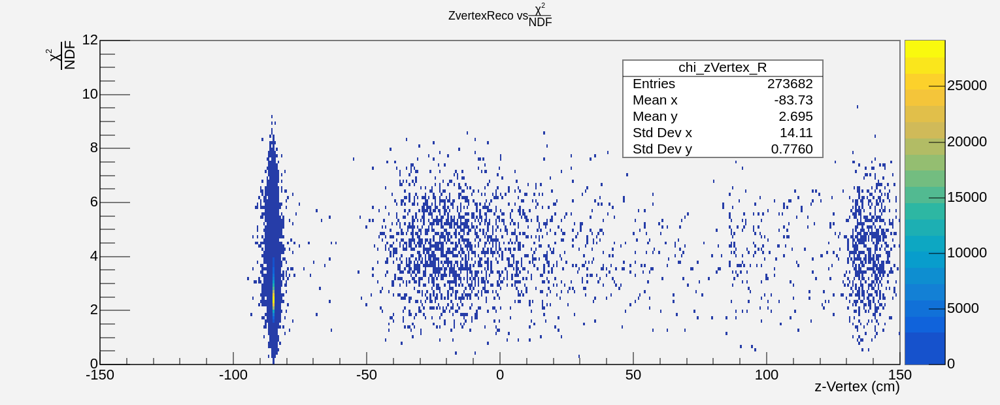 ZvertexReco vs χ²/NDF
χ²/NDF
chi_zVertex_R
Entries 273682
Mean x -83.73
Mean y 2.695
Std Dev x 14.11
Std Dev y 0.7760
12
10
8
6
4
2
0
25000
20000
15000
10000
5000
0
-150 -100 -50 0 50 100 150
z-Vertex (cm)